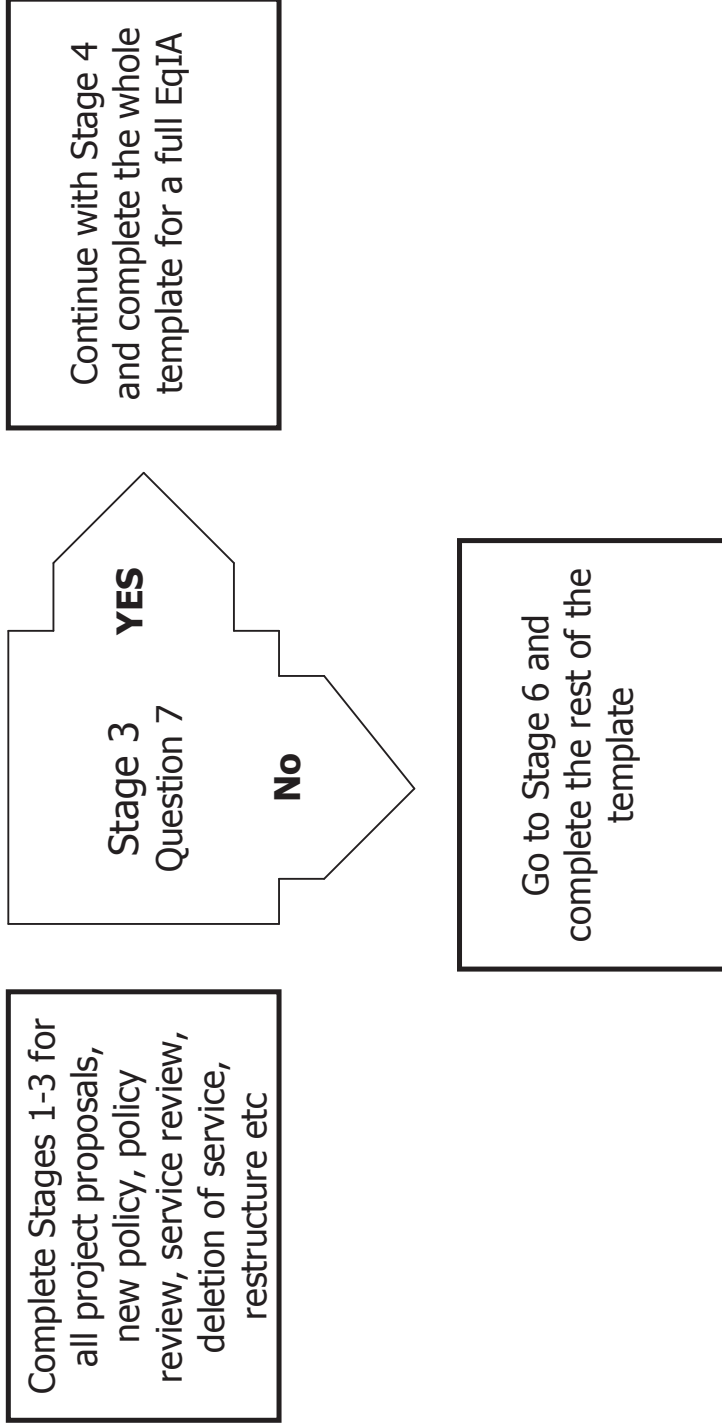 Complete Stages 1-3 for
all project proposals,
new policy, policy
review, service review,
deletion of service,
restructure etc
Stage 3
Question 7
YES
No
Continue with Stage 4
and complete the whole
template for a full EqIA
Go to Stage 6 and
complete the rest of the
template